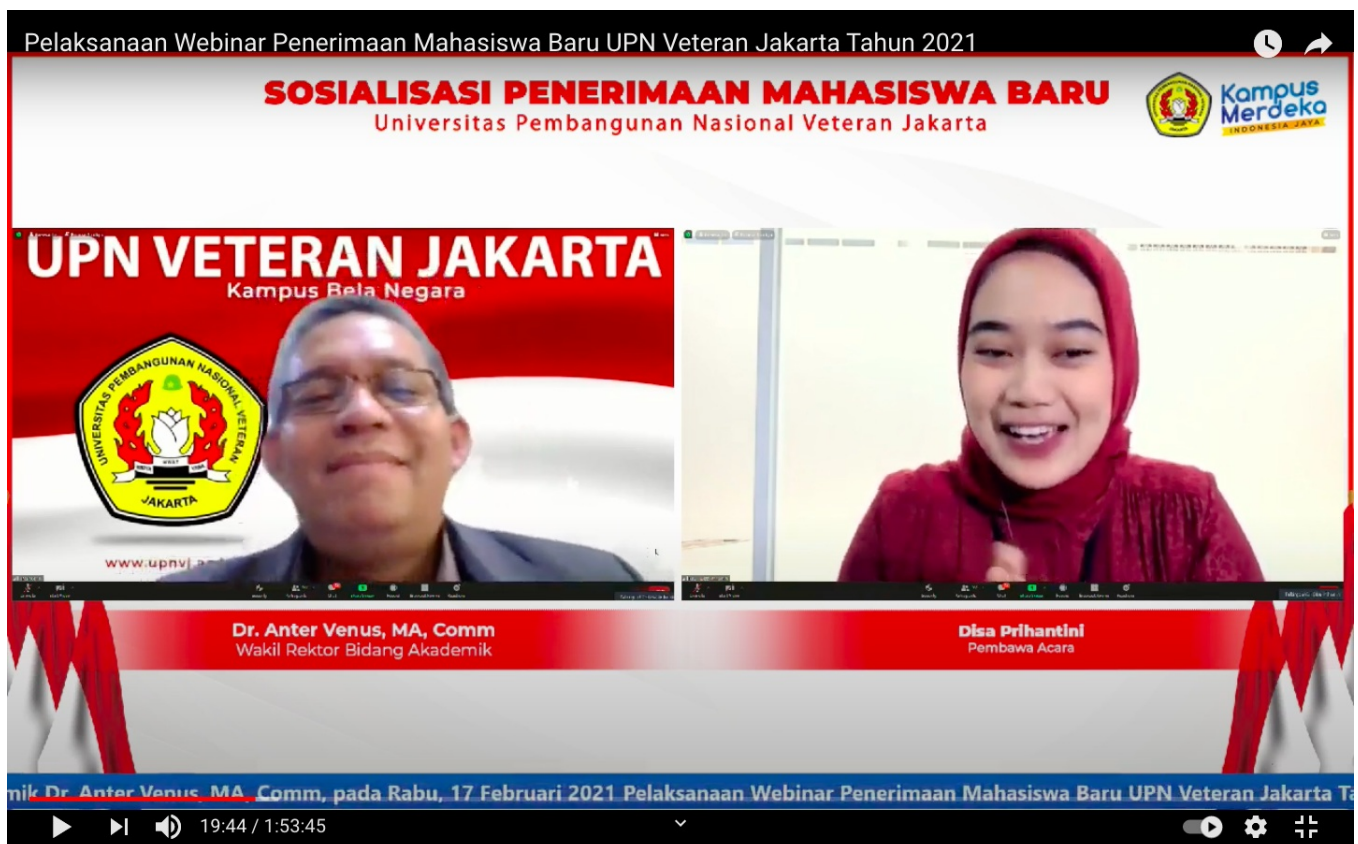 Pelaksanaan Webinar Penerimaan Mahasiswa Baru UPN Veteran Jakarta Tahun 2021
SOSIALISASI PENERIMAAN MAHASISWA BARU
Universitas Pembangunan Nasional Veteran Jakarta
Kampus
Merdeka
INDONESIA JAYA
UPN VETERAN JAKARTA
Kampus Bela Negara
UNIVERSITAS PEMBANGUNAN NASIONAL VETERAN
JAKARTA
www.upnvj.ac
Dr. Anter Venus, MA, Comm
Wakil Rektor Bidang Akademik
Disa Prihantini
Pembawa Acara
mik Dr. Anter Venus, MA, Comm, pada Rabu, 17 Februari 2021 Pelaksanaan Webinar Penerimaan Mahasiswa Baru UPN Veteran Jakarta Ta
19:44 / 1:53:45